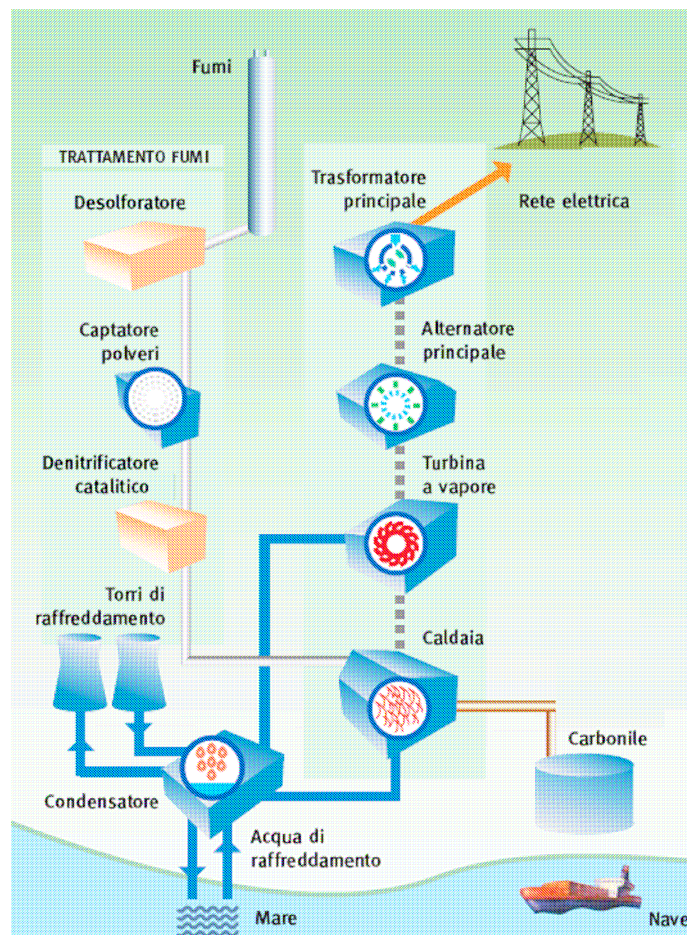 Fumi
TRATTAMENTO FUMI
Desolforatore
Trasformatore
principale
Rete elettrica
Captatore
polveri
Alternatore
principale
Denitrificatore
catalitico
Turbina
a vapore
Torri di
raffreddamento
Caldaia
Carbonile
Condensatore
Acqua di
raffreddamento
Mare
Nave